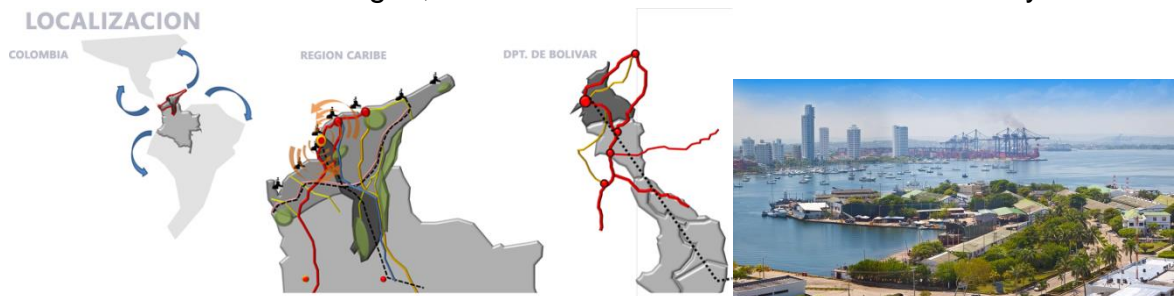 LOCALIZACION
COLOMBIA
REGION CARIBE
DPT. DE BOLIVAR